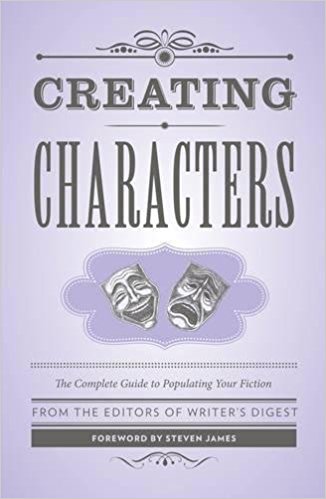 CREATING
CHARACTERS
The Complete Guide to Populating Your Fiction
FROM THE EDITORS OF WRITER'S DIGEST
FOREWORD BY STEVEN JAMES